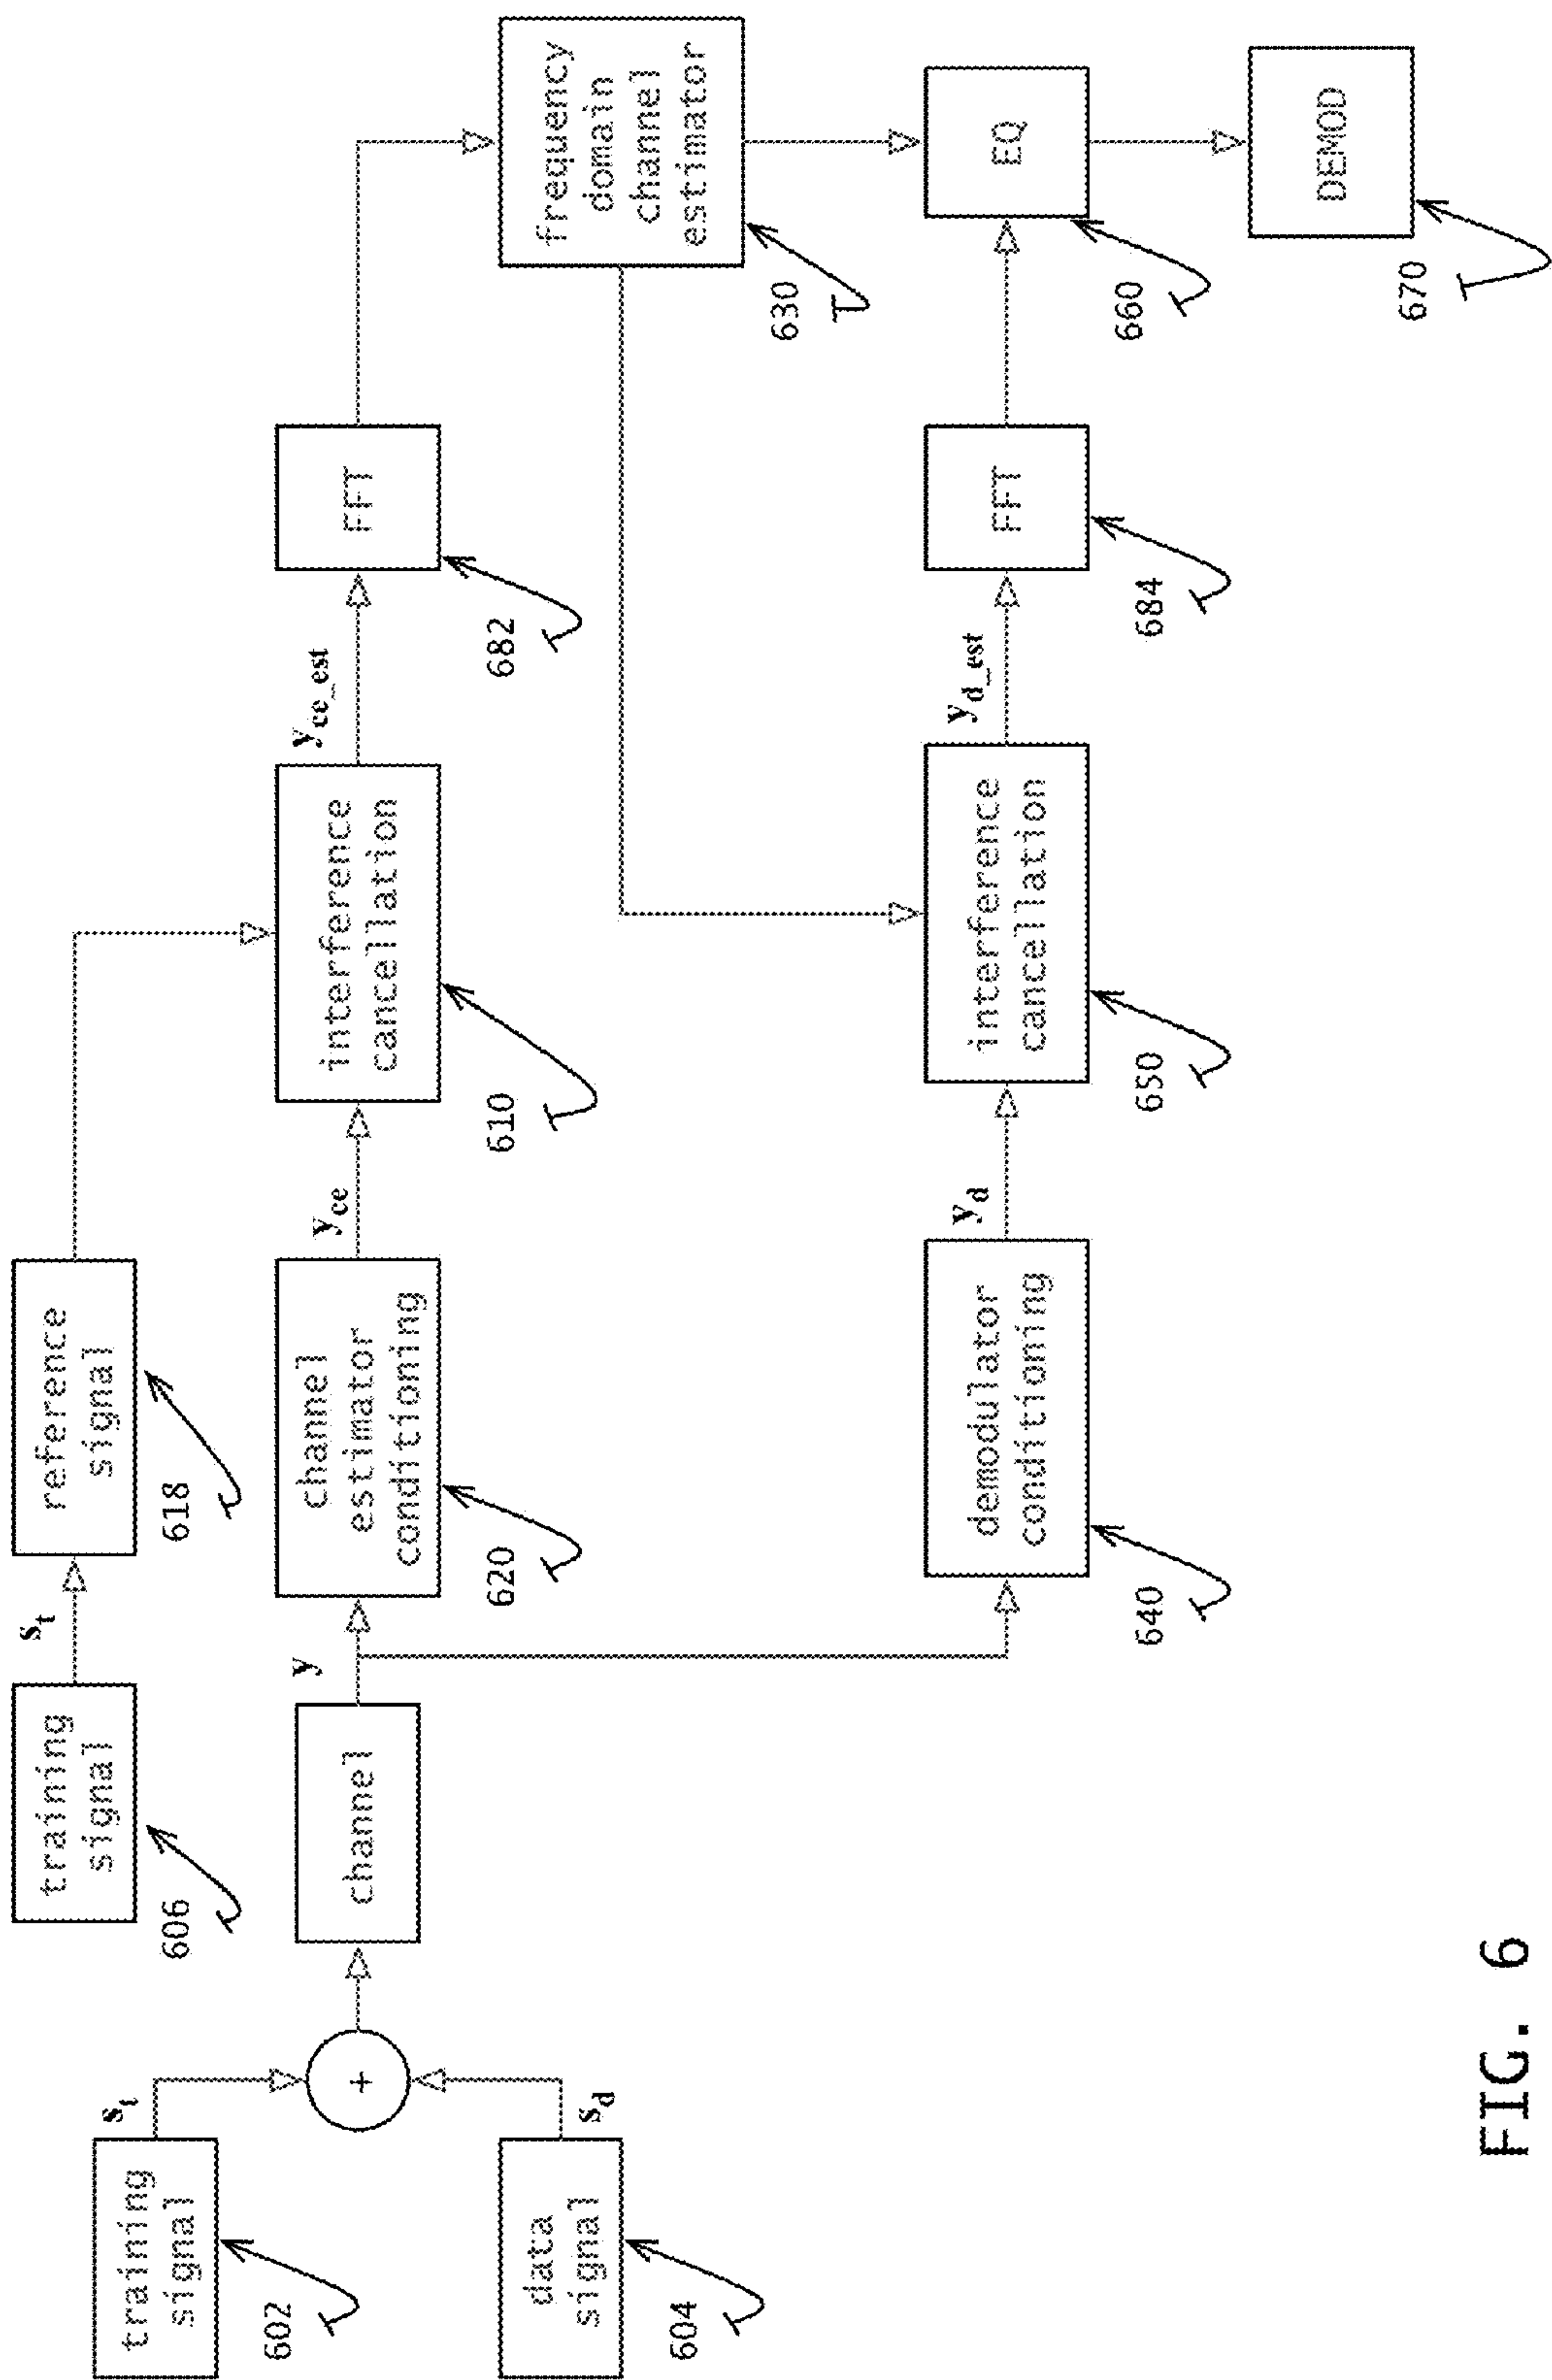 training
signal
s_t
reference
signal
618
606
training
signal
s_t
602
+
data
signal
s_d
604
channel
y
channel
estimator
conditioning
620
y_ce
interference
cancellation
610
y_ce_est
FFT
682
frequency
domain
channel
estimator
630
demodulator
conditioning
640
y_d
interference
cancellation
650
y_d_est
FFT
684
EQ
660
DEMOD
670
FIG. 6